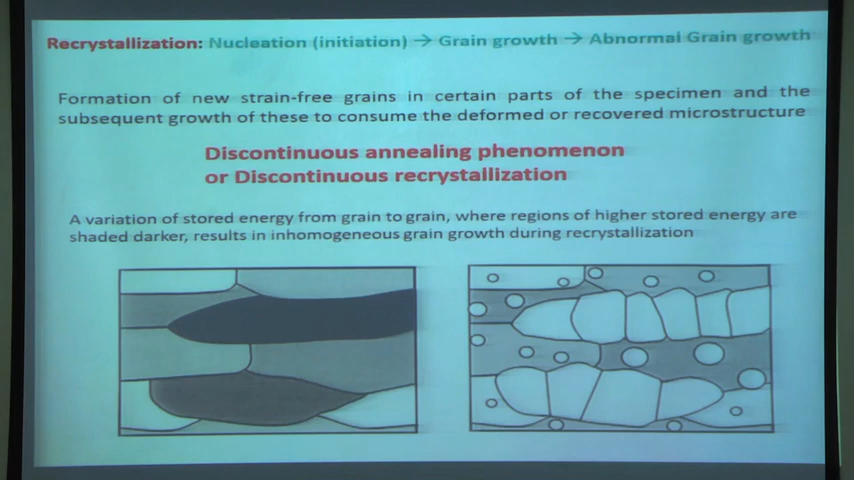 Recrystallization: Nucleation (initiation) → Grain growth → Abnormal Grain growth
Formation of new strain-free grains in certain parts of the specimen and the
subsequent growth of these to consume the deformed or recovered microstructure
Discontinuous annealing phenomenon
or Discontinuous recrystallization
A variation of stored energy from grain to grain, where regions of higher stored energy are
shaded darker, results in inhomogeneous grain growth during recrystallization